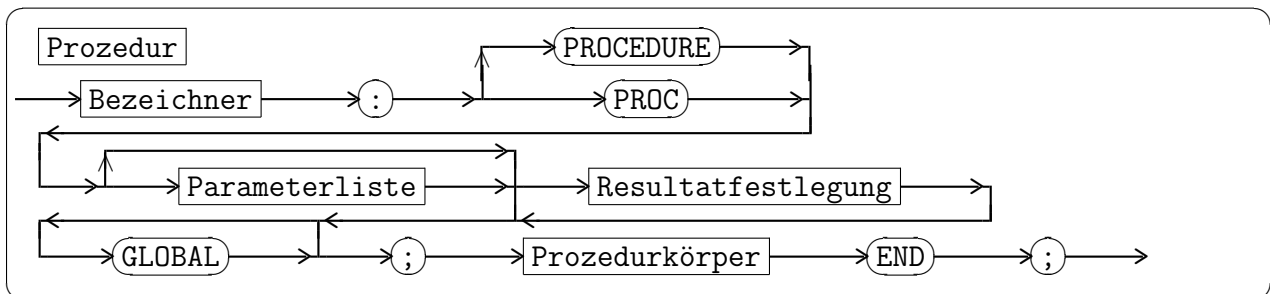 Prozedur
PROCEDURE
Bezeichner : PROC
Parameterliste Resultatfestlegung
GLOBAL ; Prozedurkörper END ;